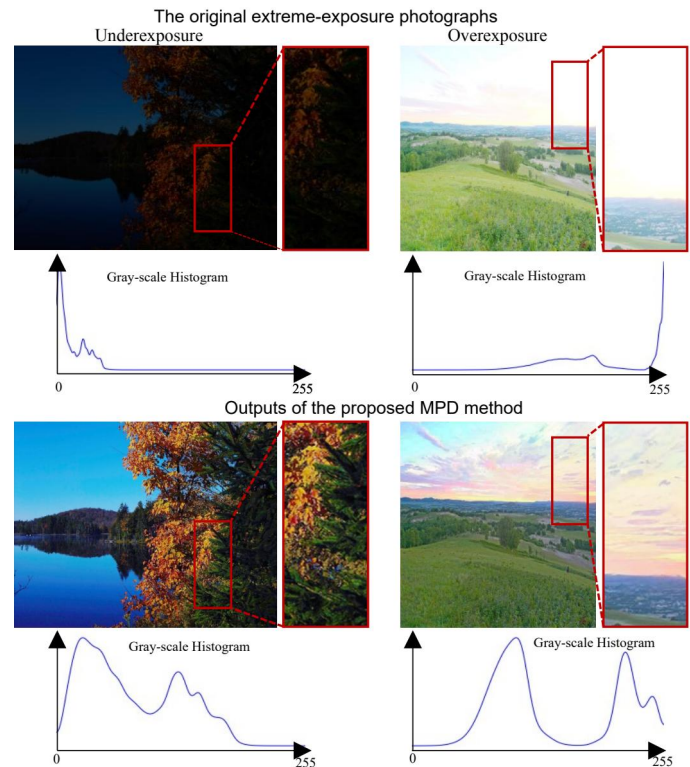 The original extreme-exposure photographs
Underexposure
Overexposure
Gray-scale Histogram
0
255
Gray-scale Histogram
0
255
Outputs of the proposed MPD method
Gray-scale Histogram
0
255
Gray-scale Histogram
0
255